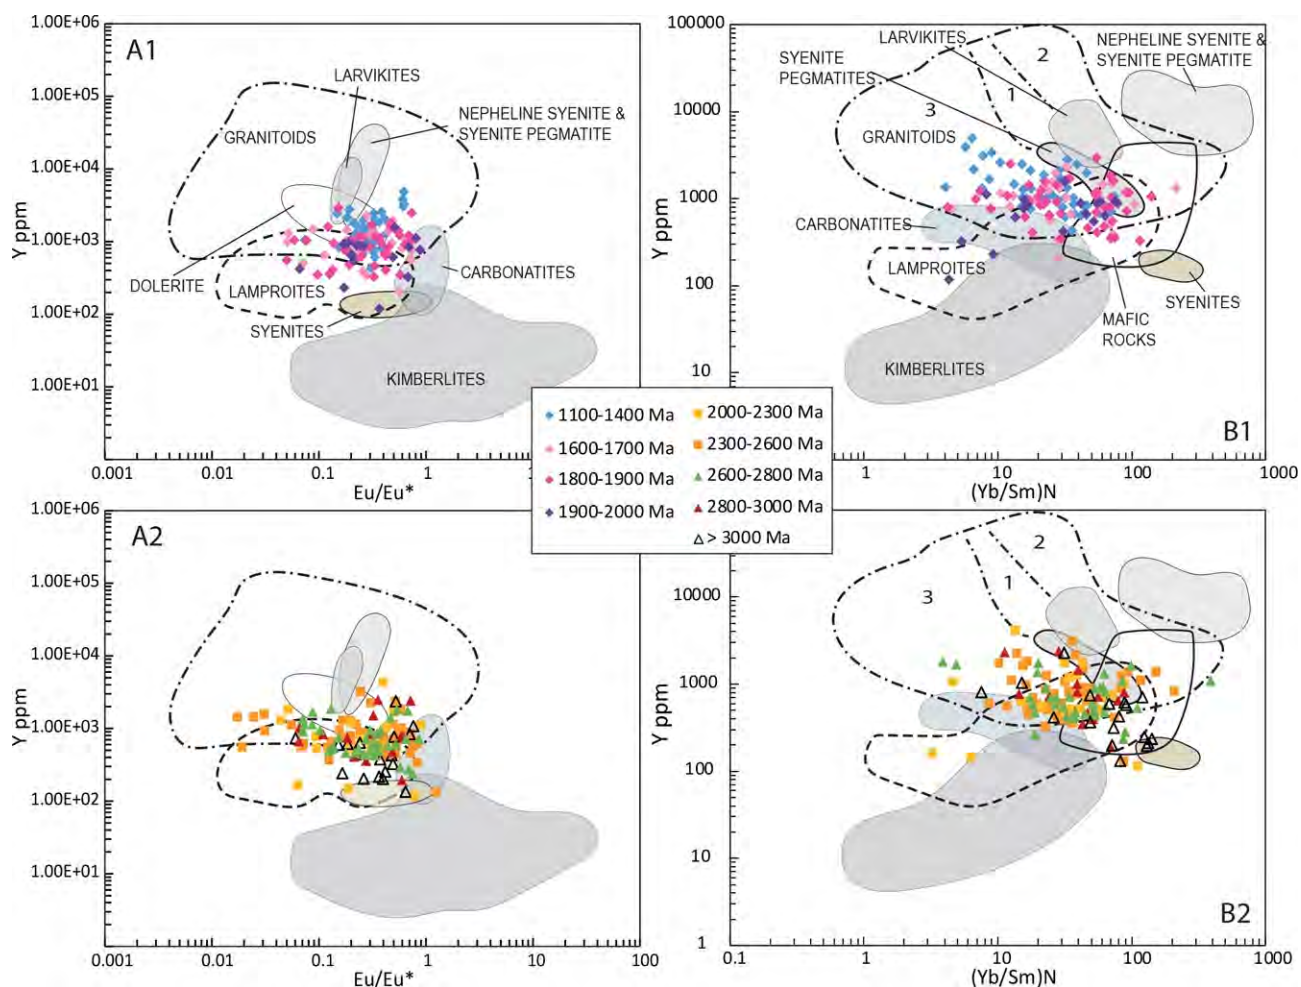 A1
1.00E+06
1.00E+05
1.00E+04
1.00E+03
1.00E+02
1.00E+01
Y ppm
LARVIKITES
GRANITOIDS
NEPHELINE SYENITE &
SYENITE PEGMATITE
DOLERITE
LAMPROITES
CARBONATITES
SYENITES
KIMBERLITES
0.001
0.01
0.1
1
10
100
Eu/Eu*
B1
100000
10000
1000
100
10
Y ppm
LARVIKITES
SYENITE
PEGMATITES
2
NEPHELINE SYENITE &
SYENITE PEGMATITE
1
3
GRANITOIDS
CARBONATITES
LAMPROITES
SYENITES
MAFIC
ROCKS
KIMBERLITES
1
10
100
1000
(Yb/Sm)N
1100-1400 Ma
1600-1700 Ma
1800-1900 Ma
1900-2000 Ma
2000-2300 Ma
2300-2600 Ma
2600-2800 Ma
2800-3000 Ma
> 3000 Ma
A2
1.00E+06
1.00E+05
1.00E+04
1.00E+03
1.00E+02
1.00E+01
Y ppm
0.001
0.01
0.1
1
10
100
Eu/Eu*
B2
10000
1000
100
10
1
Y ppm
2
1
3
0.1
1
10
100
1000
(Yb/Sm)N